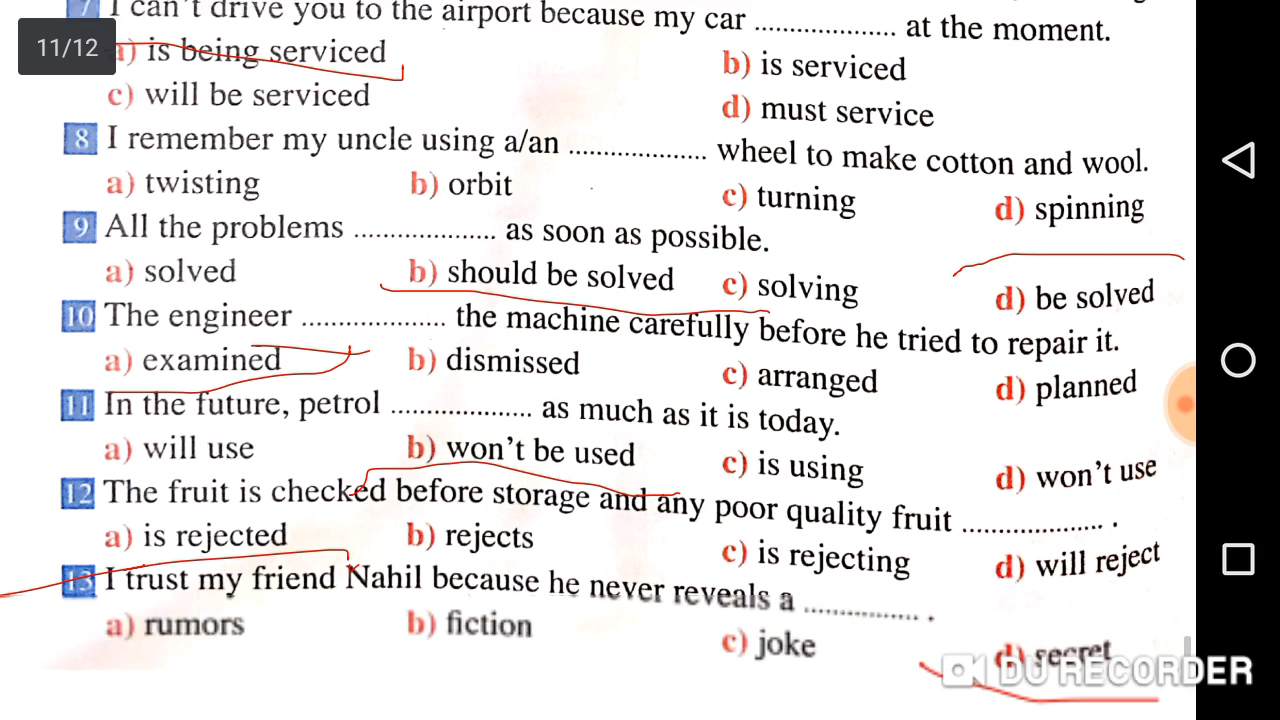 7 I can't drive you to the airport because my car .................... at the moment.
11/12
a) is being serviced b) is serviced
c) will be serviced d) must service
8 I remember my uncle using a/an .................... wheel to make cotton and wool.
a) twisting b) orbit c) turning d) spinning
9 All the problems .................... as soon as possible.
a) solved b) should be solved c) solving d) be solved
10 The engineer .................... the machine carefully before he tried to repair it.
a) examined b) dismissed c) arranged d) planned
11 In the future, petrol .................... as much as it is today.
a) will use b) won't be used c) is using d) won't use
12 The fruit is checked before storage and any poor quality fruit .................... .
a) is rejected b) rejects c) is rejecting d) will reject
13 I trust my friend Nahil because he never reveals a ................ .
a) rumors b) fiction c) joke d) secret
DU RECORDER